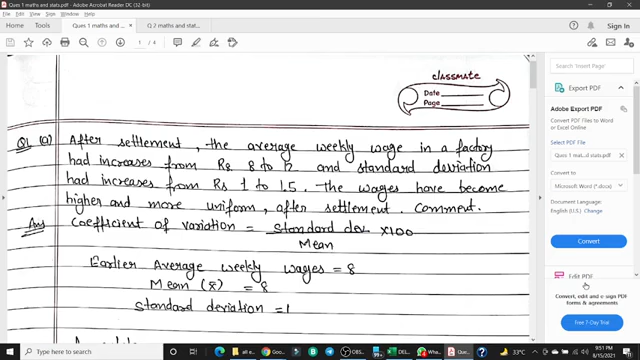 Ques 1 maths and stats.pdf - Adobe Acrobat Reader DC (32-bit)
File Edit View Sign Window Help
Home Tools Ques 1 maths and s... × Q 2 maths and stats...
1 / 4
Search 'Insert Page'
Export PDF
Adobe Export PDF
Convert PDF Files to Word or Excel Online
Select PDF File
Ques 1 mat...d stats.pdf ×
Convert to
Microsoft Word (*.docx)
Document Language:
English (U.S.) Change
Convert
Edit PDF
Convert, edit and e-sign PDF forms & agreements
Free 7-Day Trial
classmate
Date
Page
Q1 (a) After settlement, the average weekly wage in a factory
had increases from Rs 8 to 12 and standard deviation
had increases from Rs 1 to 1.5. The wages have become
higher and more uniform, after settlement. Comment.
Ans Coefficient of variation = Standard dev ×100
Mean
Earlier Average weekly wages = 8
Mean (x̄) = 8
Standard deviation = 1
all e
OBS
99+
DEL
Wha
33°C
9:51 PM
8/15/2021